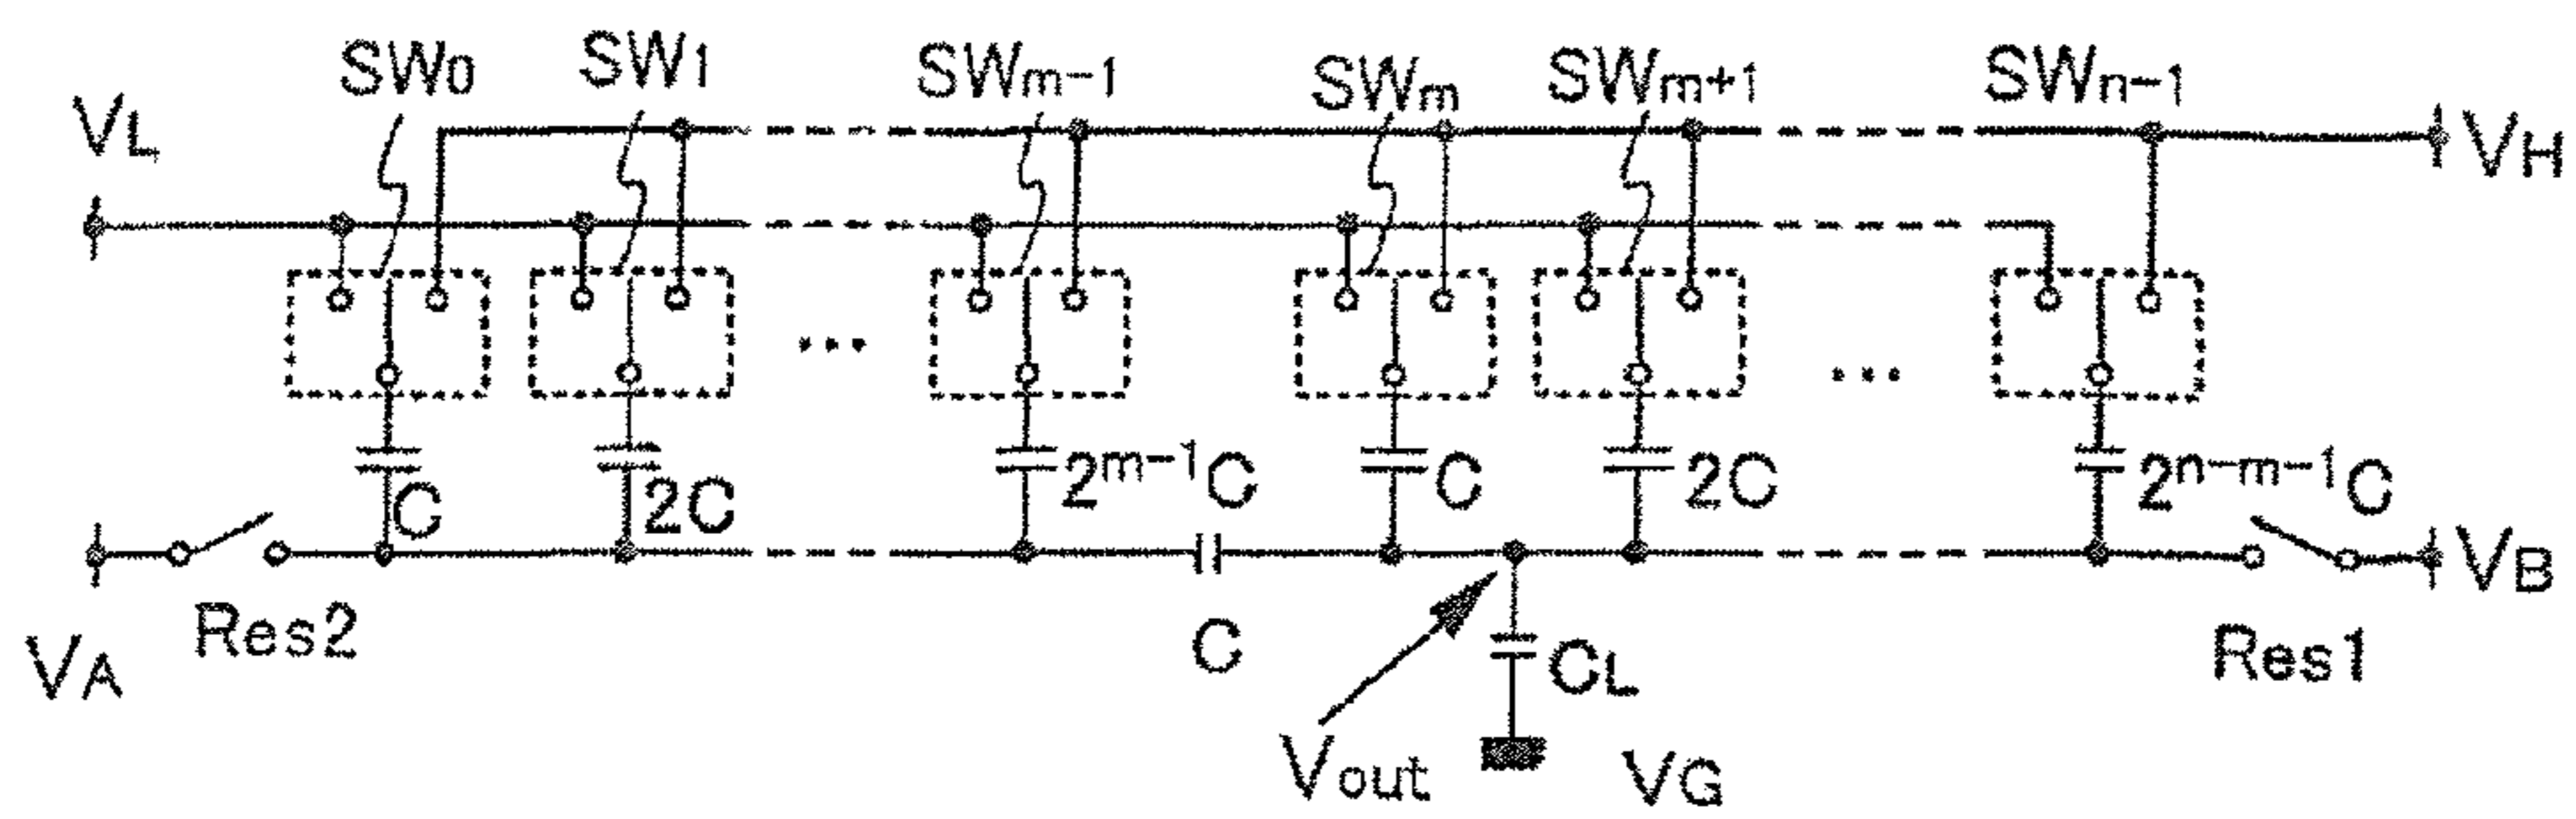 SW0 SW1 SWm-1 SWm SWm+1 SWn-1
VL VH
... ...
C 2C 2m-1C C 2C 2n-m-1C
VA Res2 C CL Res1 VB
Vout VG